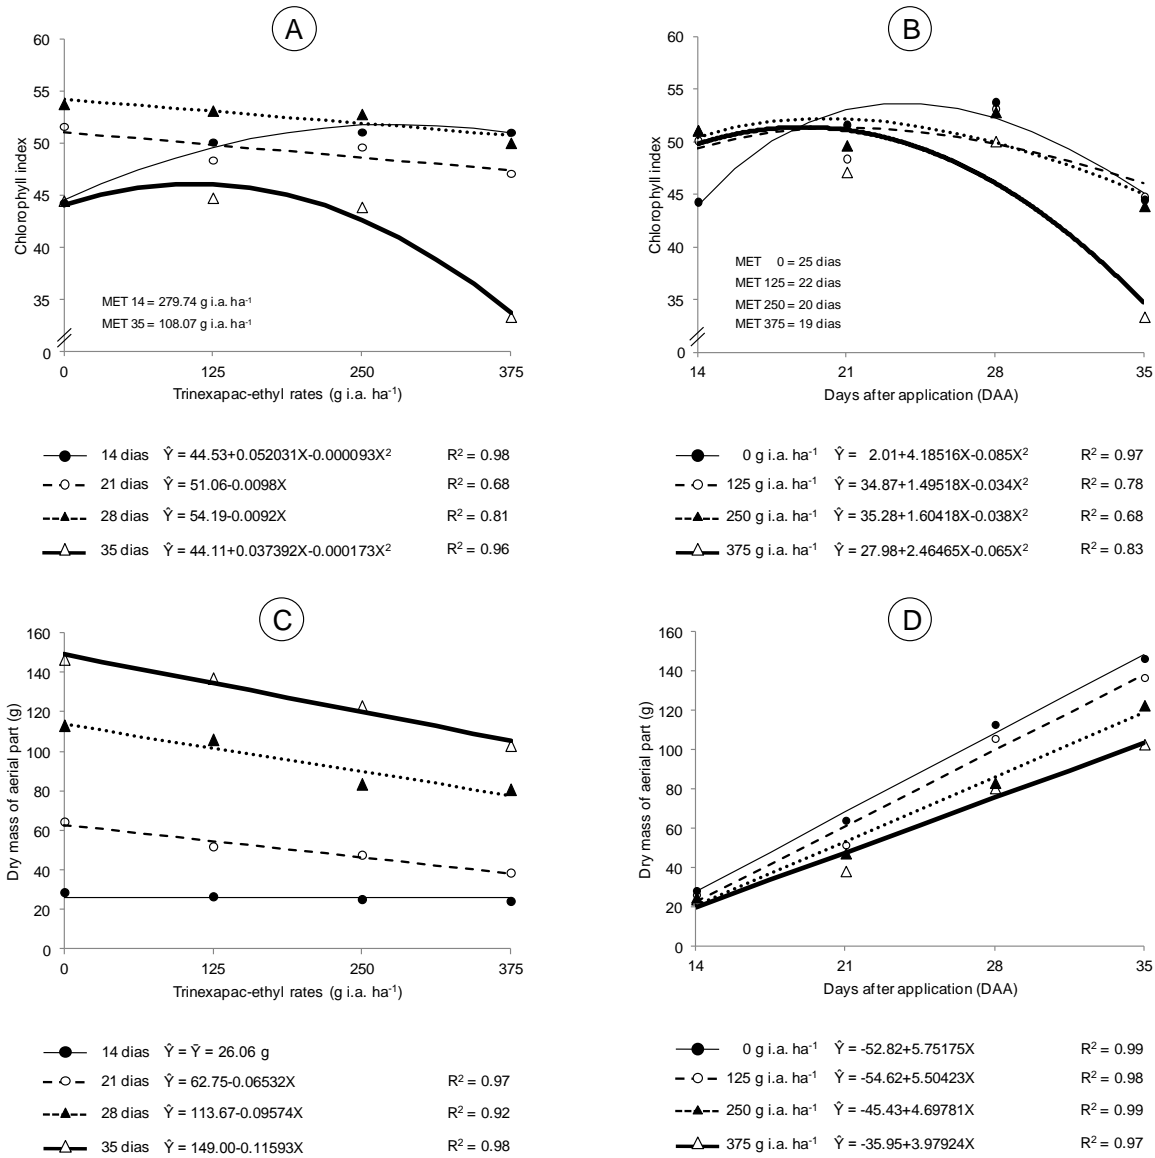 A
60
55
50
45
40
35
0
Chlorophyll index
MET 14 = 279.74 g i.a. ha⁻¹
MET 35 = 108.07 g i.a. ha⁻¹
0 125 250 375
Trinexapac-ethyl rates (g i.a. ha⁻¹)
14 dias Ŷ = 44.53+0.052031X-0.000093X² R² = 0.98
21 dias Ŷ = 51.06-0.0098X R² = 0.68
28 dias Ŷ = 54.19-0.0092X R² = 0.81
35 dias Ŷ = 44.11+0.037392X-0.000173X² R² = 0.96
B
60
55
50
45
40
35
0
Chlorophyll index
MET 0 = 25 dias
MET 125 = 22 dias
MET 250 = 20 dias
MET 375 = 19 dias
14 21 28 35
Days after application (DAA)
0 g i.a. ha⁻¹ Ŷ = 2.01+4.18516X-0.085X² R² = 0.97
125 g i.a. ha⁻¹ Ŷ = 34.87+1.49518X-0.034X² R² = 0.78
250 g i.a. ha⁻¹ Ŷ = 35.28+1.60418X-0.038X² R² = 0.68
375 g i.a. ha⁻¹ Ŷ = 27.98+2.46465X-0.065X² R² = 0.83
C
160
140
120
100
80
60
40
20
0
Dry mass of aerial part (g)
0 125 250 375
Trinexapac-ethyl rates (g i.a. ha⁻¹)
14 dias Ŷ = Ȳ = 26.06 g
21 dias Ŷ = 62.75-0.06532X R² = 0.97
28 dias Ŷ = 113.67-0.09574X R² = 0.92
35 dias Ŷ = 149.00-0.11593X R² = 0.98
D
160
140
120
100
80
60
40
20
0
Dry mass of aerial part (g)
14 21 28 35
Days after application (DAA)
0 g i.a. ha⁻¹ Ŷ = -52.82+5.75175X R² = 0.99
125 g i.a. ha⁻¹ Ŷ = -54.62+5.50423X R² = 0.98
250 g i.a. ha⁻¹ Ŷ = -45.43+4.69781X R² = 0.99
375 g i.a. ha⁻¹ Ŷ = -35.95+3.97924X R² = 0.97